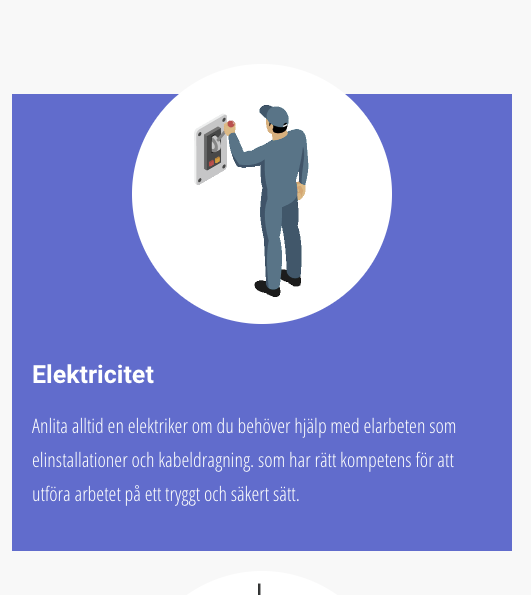 Elektricitet
Anlita alltid en elektriker om du behöver hjälp med elarbeten som
elinstallationer och kabeldragning. som har rätt kompetens för att
utföra arbetet på ett tryggt och säkert sätt.